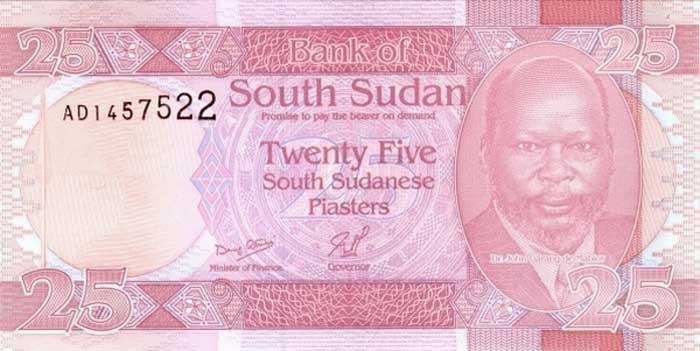 25
Bank of
25
South Sudan
Promise to pay the bearer on demand
AD1457522
Twenty Five
25
South Sudanese
Piasters
Minister of Finance
Governor
Dr. John Garang de Mabior
25
25